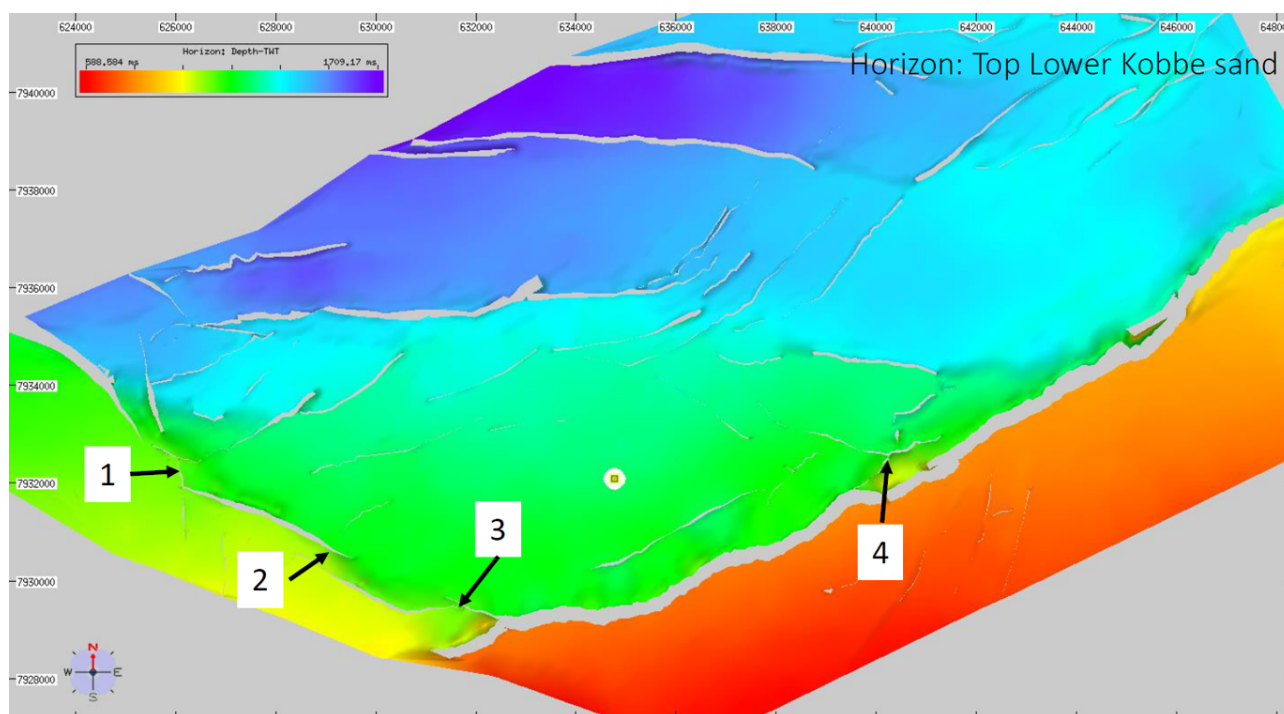 624000 626000 628000 630000 632000 634000 636000 638000 640000 642000 644000 646000 648000
Horizon: Depth-TWT
588.584 ms 1709.17 ms
Horizon: Top Lower Kobbe sand
7940000
7938000
7936000
7934000
7932000
7930000
7928000
1
2
3
4
N
W E
S